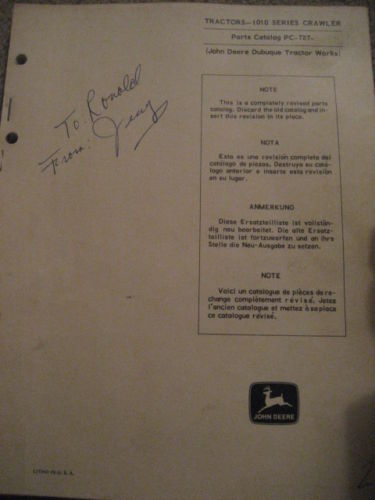 TRACTORS—1010 SERIES CRAWLER
Parts Catalog PC-727
(John Deere Dubuque Tractor Works)
To: Ronald
From: Jerry
NOTE
This is a completely revised parts
catalog. Discard the old catalog and in-
sert this revision in its place.
NOTA
Esta es una revisión completa del
catálogo de piezas. Destruya su catá-
logo anterior e inserte esta revisión
en su lugar.
ANMERKUNG
Diese Ersatzteilliste ist vollstän-
dig neu bearbeitet. Die alte Ersatz-
teilliste ist fortzuwerfen und an ihre
Stelle die Neu-Ausgabe zu setzen.
NOTE
Voici un catalogue de pièces de re-
change complètement révisé. Jetez
l'ancien catalogue et mettez à sa place
ce catalogue révisé.
JOHN DEERE
LITHO IN U. S. A.